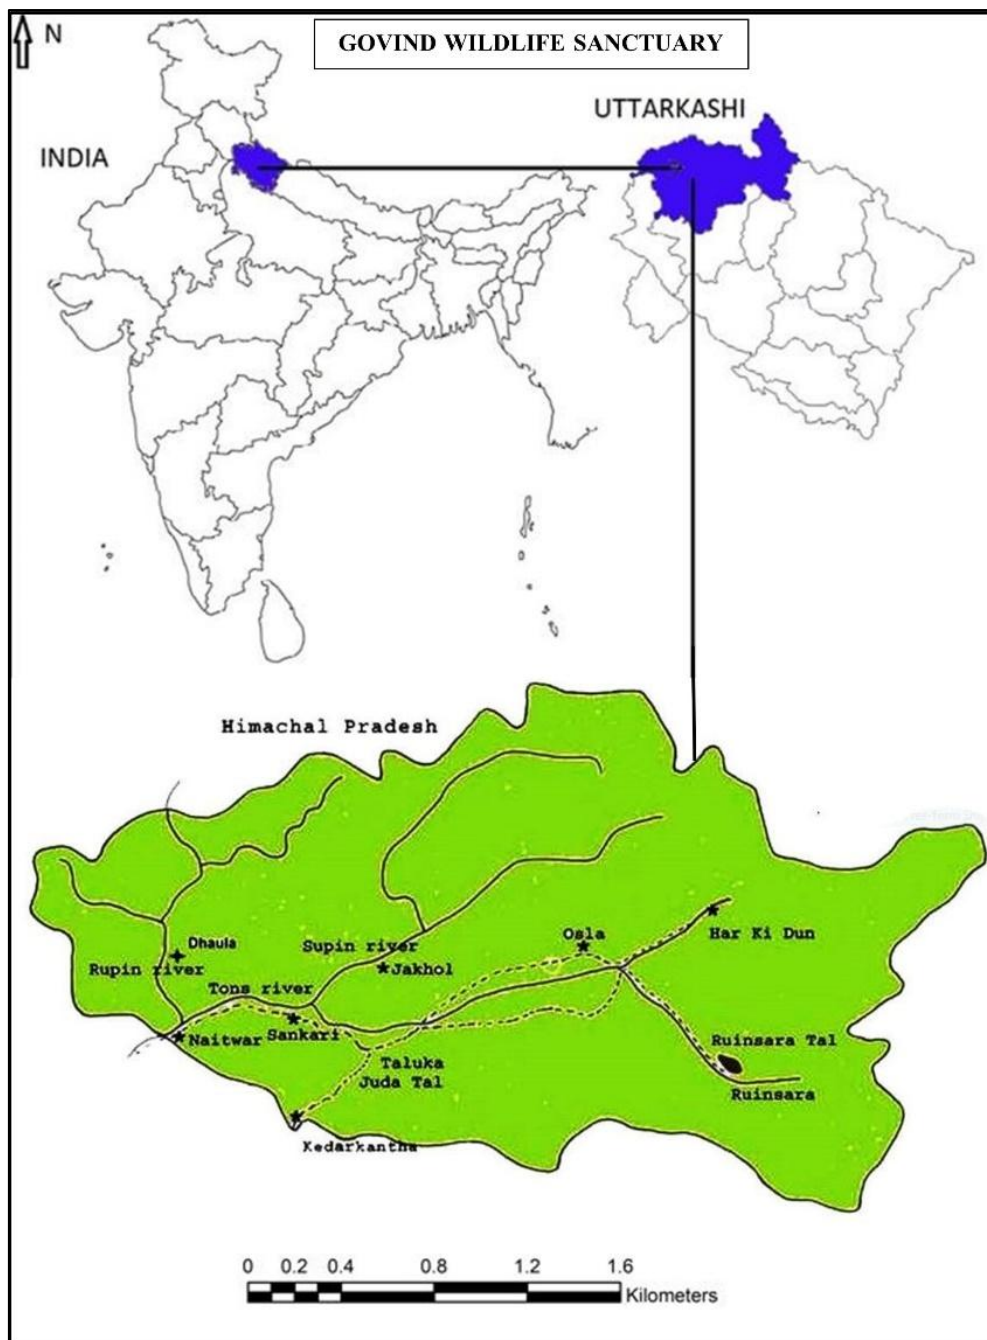 N
GOVIND WILDLIFE SANCTUARY
UTTARKASHI
INDIA
Himachal Pradesh
Dhaula
Rupin river
Supin river
Jakhol
Osla
Har Ki Dun
Tons river
Naitwar
Sankari
Taluka
Juda Tal
Ruinsara Tal
Ruinsara
Kedarkantha
0 0.2 0.4 0.8 1.2 1.6
Kilometers